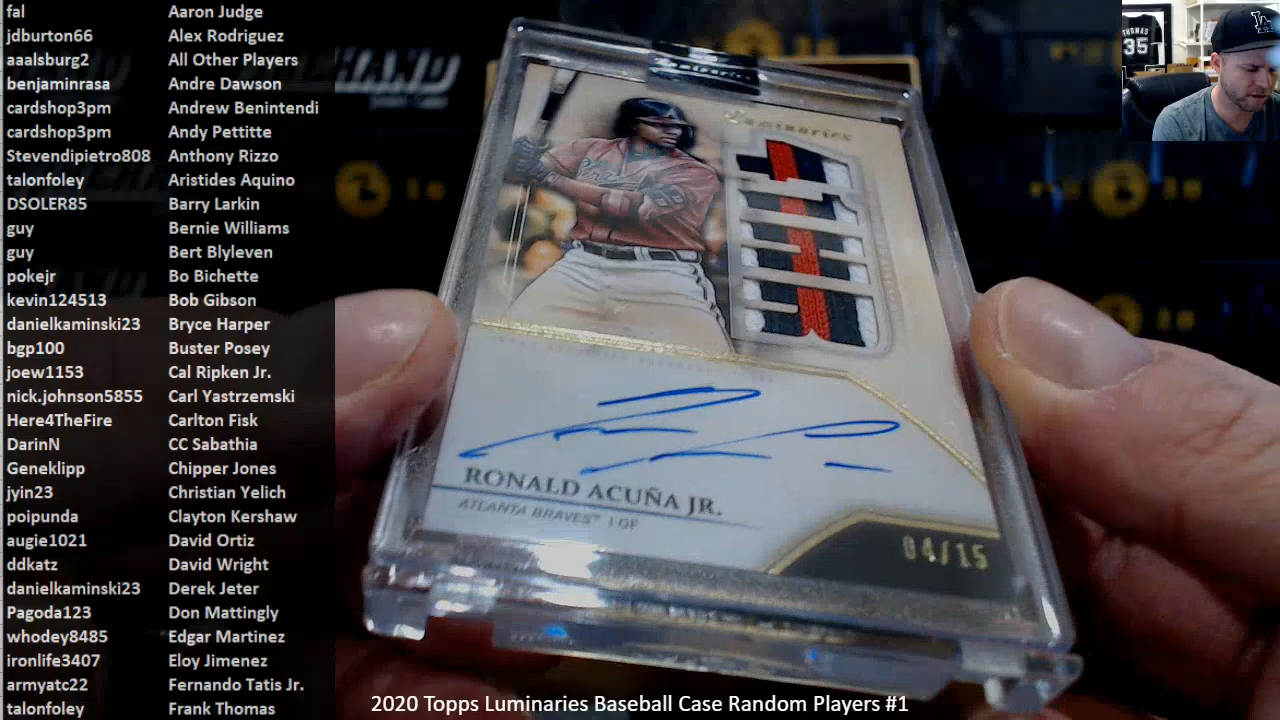 fal Aaron Judge
jdburton66 Alex Rodriguez
aaalsburg2 All Other Players
benjaminrasa Andre Dawson
cardshop3pm Andrew Benintendi
cardshop3pm Andy Pettitte
Stevendipietro808 Anthony Rizzo
talonfoley Aristides Aquino
DSOLER85 Barry Larkin
guy Bernie Williams
guy Bert Blyleven
pokejr Bo Bichette
kevin124513 Bob Gibson
danielkaminski23 Bryce Harper
bgp100 Buster Posey
joew1153 Cal Ripken Jr.
nick.johnson5855 Carl Yastrzemski
Here4TheFire Carlton Fisk
DarinN CC Sabathia
Geneklipp Chipper Jones
jyin23 Christian Yelich
poipunda Clayton Kershaw
augie1021 David Ortiz
ddkatz David Wright
danielkaminski23 Derek Jeter
Pagoda123 Don Mattingly
whodey8485 Edgar Martinez
ironlife3407 Eloy Jimenez
armyatc22 Fernando Tatis Jr.
talonfoley Frank Thomas
Luminaries
RONALD ACUÑA JR.
ATLANTA BRAVES™ | OF
04/15
THOMAS
35
LA
2020 Topps Luminaries Baseball Case Random Players #1